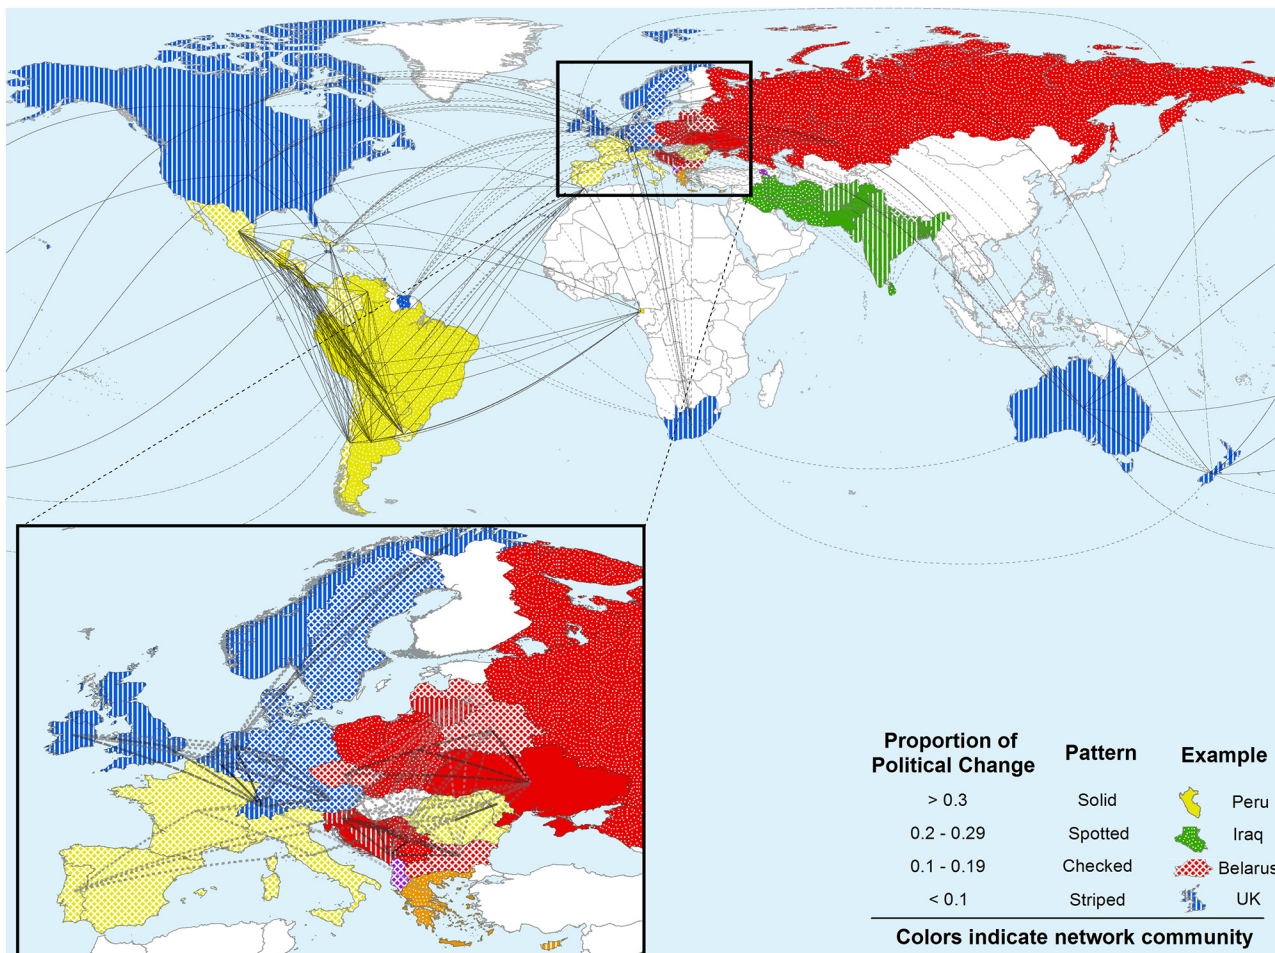 Proportion of
Political Change
Pattern
Example
> 0.3
Solid
Peru
0.2 - 0.29
Spotted
Iraq
0.1 - 0.19
Checked
Belarus
< 0.1
Striped
UK
Colors indicate network community